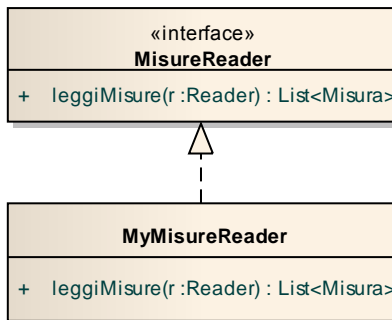 «interface»
MisureReader
+ leggiMisure(r :Reader) : List<Misura>
MyMisureReader
+ leggiMisure(r :Reader) : List<Misura>